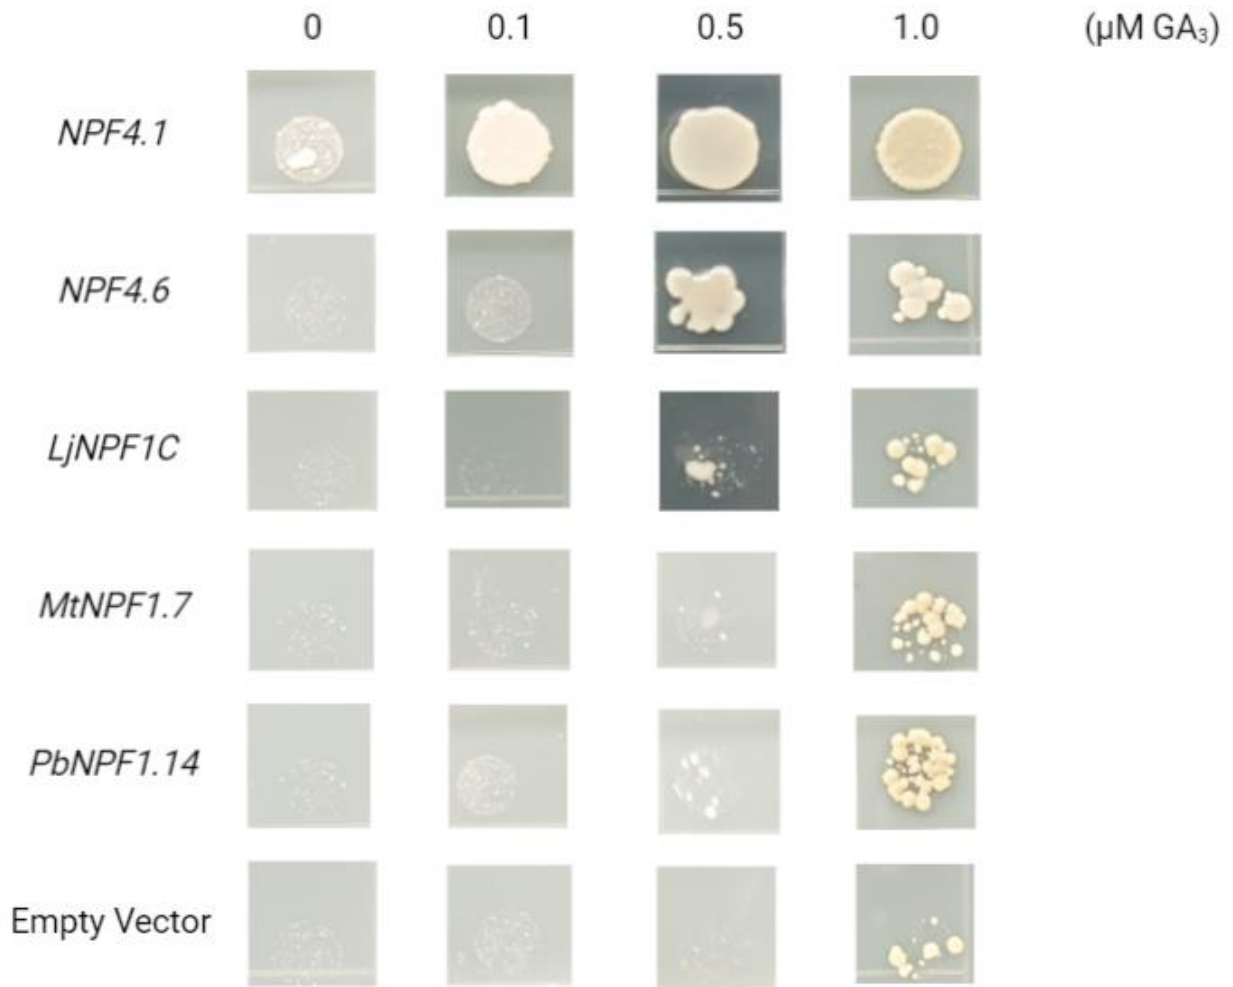 0 0.1 0.5 1.0 (µM GA₃)
NPF4.1
NPF4.6
LjNPF1C
MtNPF1.7
PbNPF1.14
Empty Vector